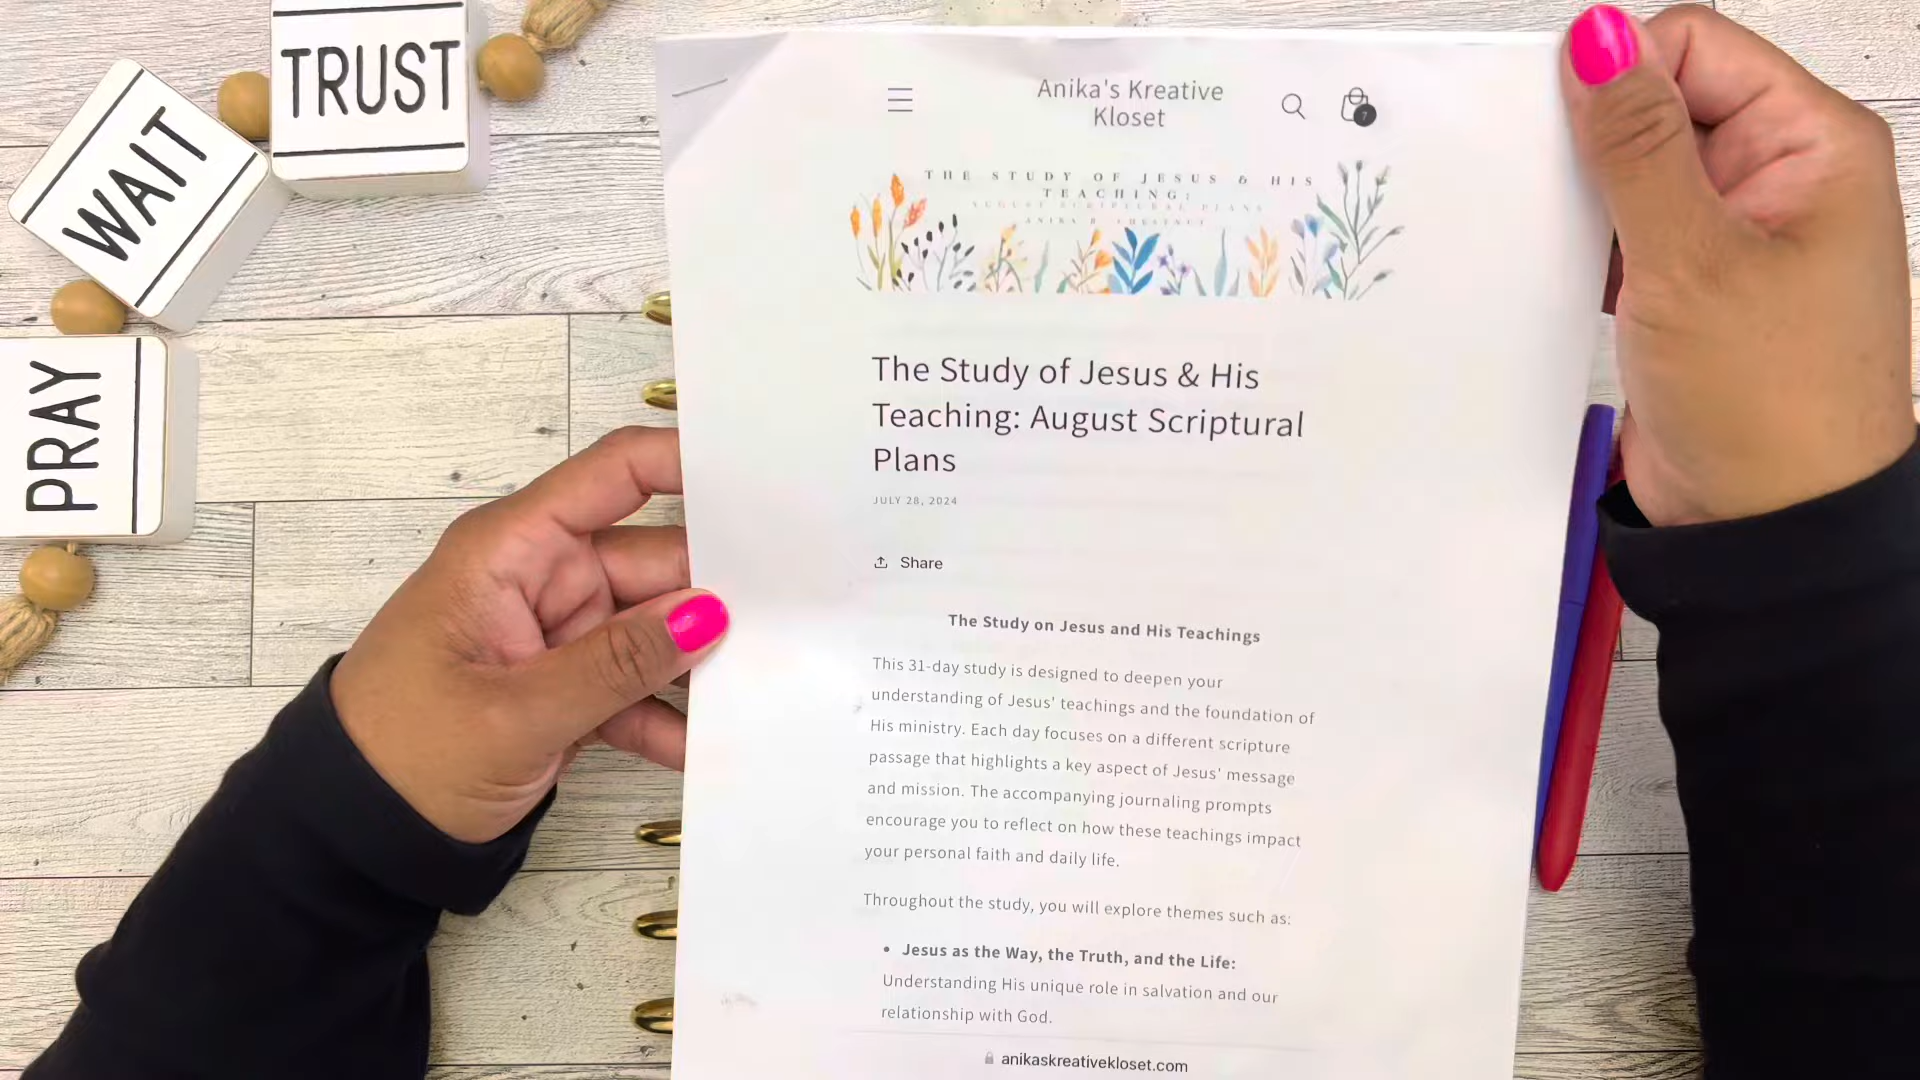 TRUST
WAIT
PRAY
Anika's Kreative
Kloset
7
THE STUDY OF JESUS & HIS
TEACHING:
AUGUST SCRIPTURAL PLANS
The Study of Jesus & His
Teaching: August Scriptural
Plans
JULY 28, 2024
Share
The Study on Jesus and His Teachings
This 31-day study is designed to deepen your
understanding of Jesus' teachings and the foundation of
His ministry. Each day focuses on a different scripture
passage that highlights a key aspect of Jesus' message
and mission. The accompanying journaling prompts
encourage you to reflect on how these teachings impact
your personal faith and daily life.
Throughout the study, you will explore themes such as:
• Jesus as the Way, the Truth, and the Life:
Understanding His unique role in salvation and our
relationship with God.
anikaskreativekloset.com